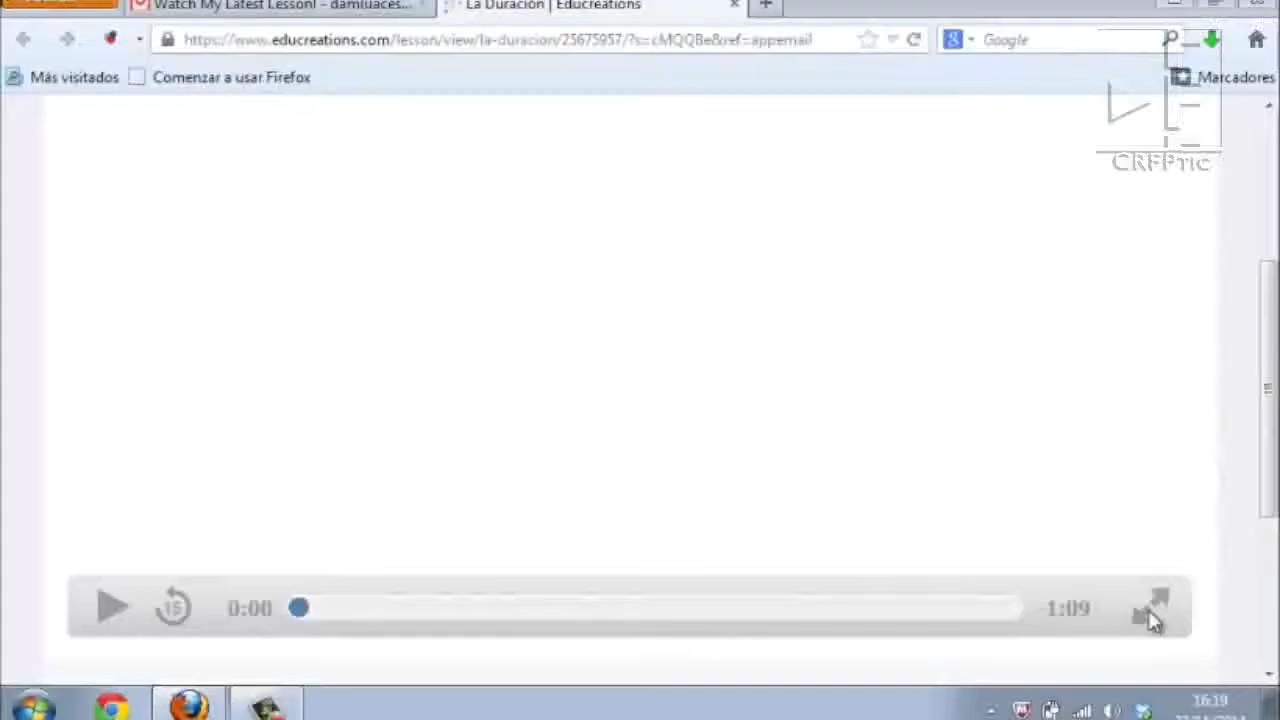 Watch My Latest Lesson! - damluaces...
La Duración | Educreations
https://www.educreations.com/lesson/view/la-duracion/25675957/?s=cMQQBe&ref=appemail
Google
Más visitados
Comenzar a usar Firefox
Marcadores
CRFPTIC
15
0:00
-1:09
16:19